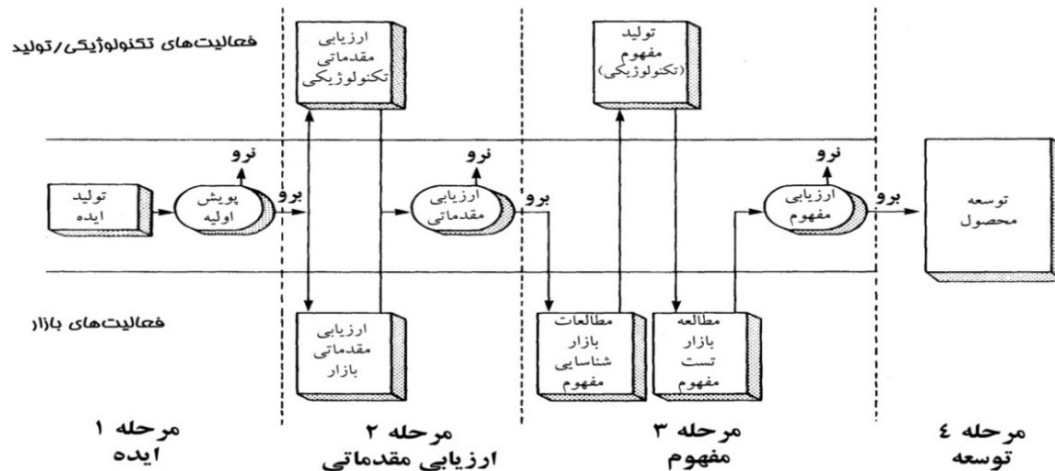 فعالیت‌های تکنولوژیکی/تولید
ارزیابی
مقدماتی
تکنولوژیکی
تولید
مفهوم
(تکنولوژیکی)
تولید
ایده
پویش
اولیه
نرو
برو
ارزیابی
مقدماتی
نرو
برو
ارزیابی
مفهوم
نرو
برو
توسعه
محصول
فعالیت‌های بازار
ارزیابی
مقدماتی
بازار
مطالعات
بازار
شناسایی
مفهوم
مطالعه
بازار
تست
مفهوم
مرحله ۱
ایده
مرحله ۲
ارزیابی مقدماتی
مرحله ۳
مفهوم
مرحله ٤
توسعه